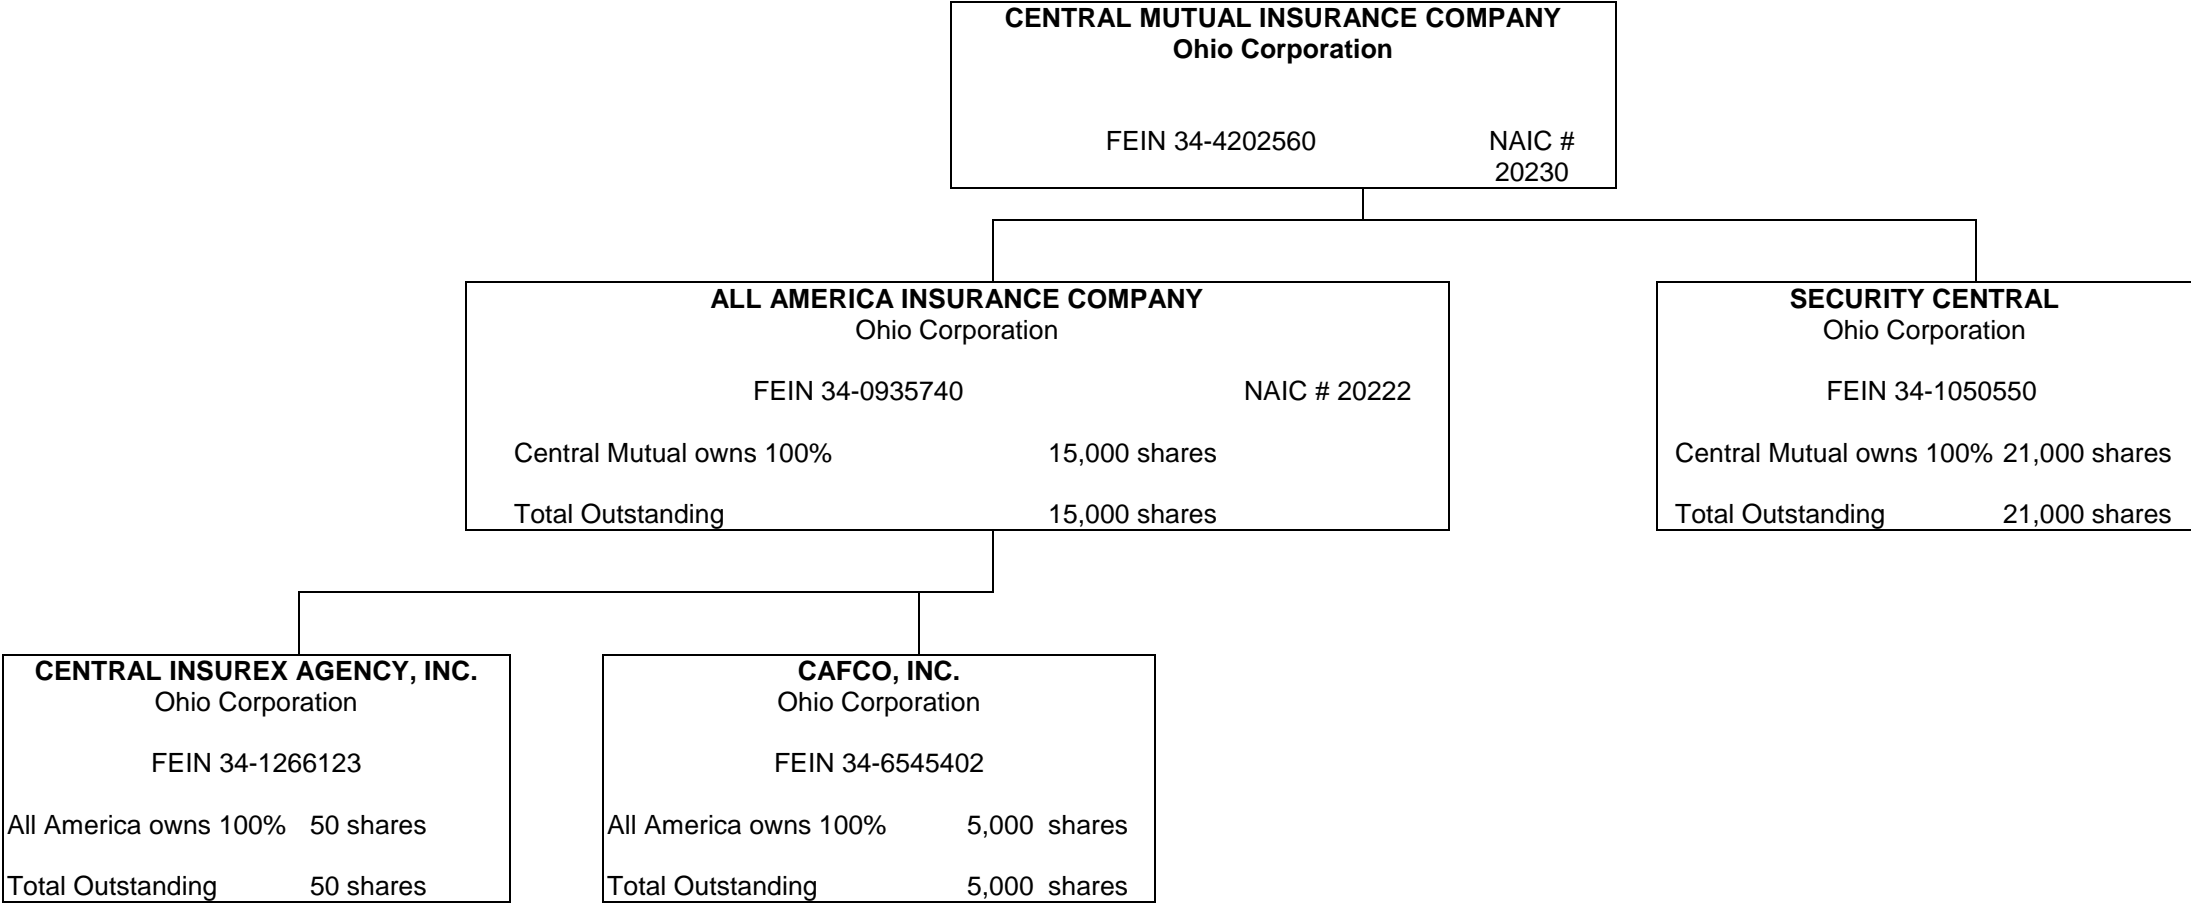 CENTRAL MUTUAL INSURANCE COMPANY
Ohio Corporation
FEIN 34-4202560 NAIC #
20230
ALL AMERICA INSURANCE COMPANY
Ohio Corporation
FEIN 34-0935740 NAIC # 20222
Central Mutual owns 100% 15,000 shares
Total Outstanding 15,000 shares
SECURITY CENTRAL
Ohio Corporation
FEIN 34-1050550
Central Mutual owns 100% 21,000 shares
Total Outstanding 21,000 shares
CENTRAL INSUREX AGENCY, INC.
Ohio Corporation
FEIN 34-1266123
All America owns 100% 50 shares
Total Outstanding 50 shares
CAFCO, INC.
Ohio Corporation
FEIN 34-6545402
All America owns 100% 5,000 shares
Total Outstanding 5,000 shares